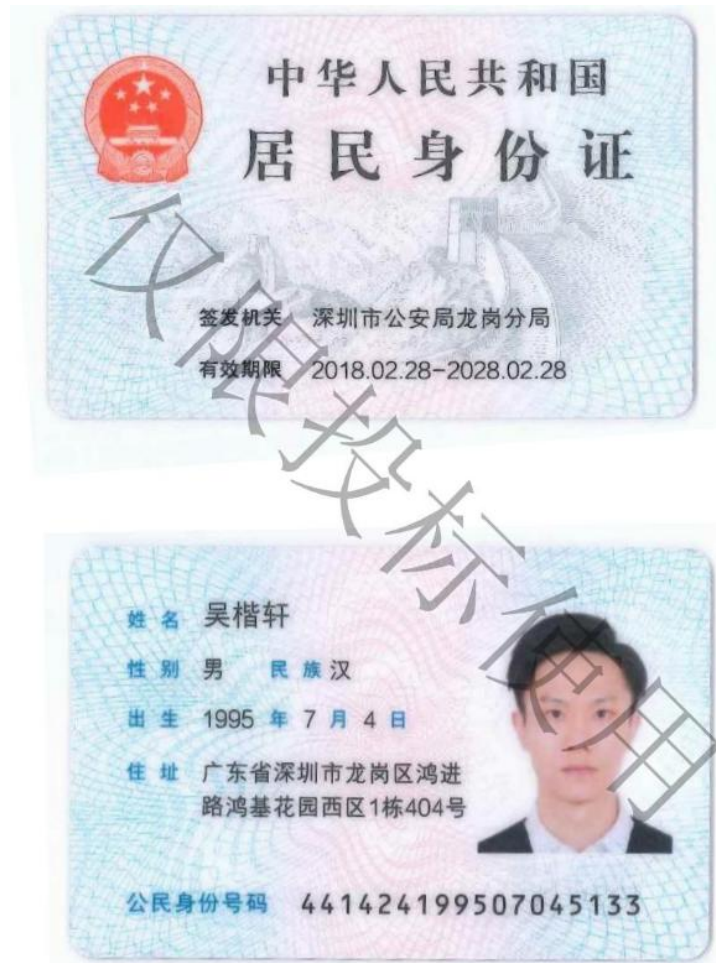 中华人民共和国
居民身份证
签发机关 深圳市公安局龙岗分局
有效期限 2018.02.28-2028.02.28
仅限投标使用
姓名 吴楷轩
性别 男 民族 汉
出生 1995 年 7 月 4 日
住址 广东省深圳市龙岗区鸿进
路鸿基花园西区1栋404号
公民身份号码 441424199507045133